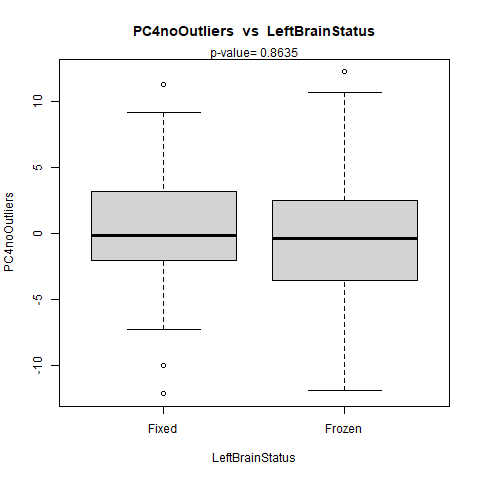 PC4noOutliers vs LeftBrainStatus
p-value= 0.8635
PC4noOutliers
10
5
0
-5
-10
Fixed
Frozen
LeftBrainStatus